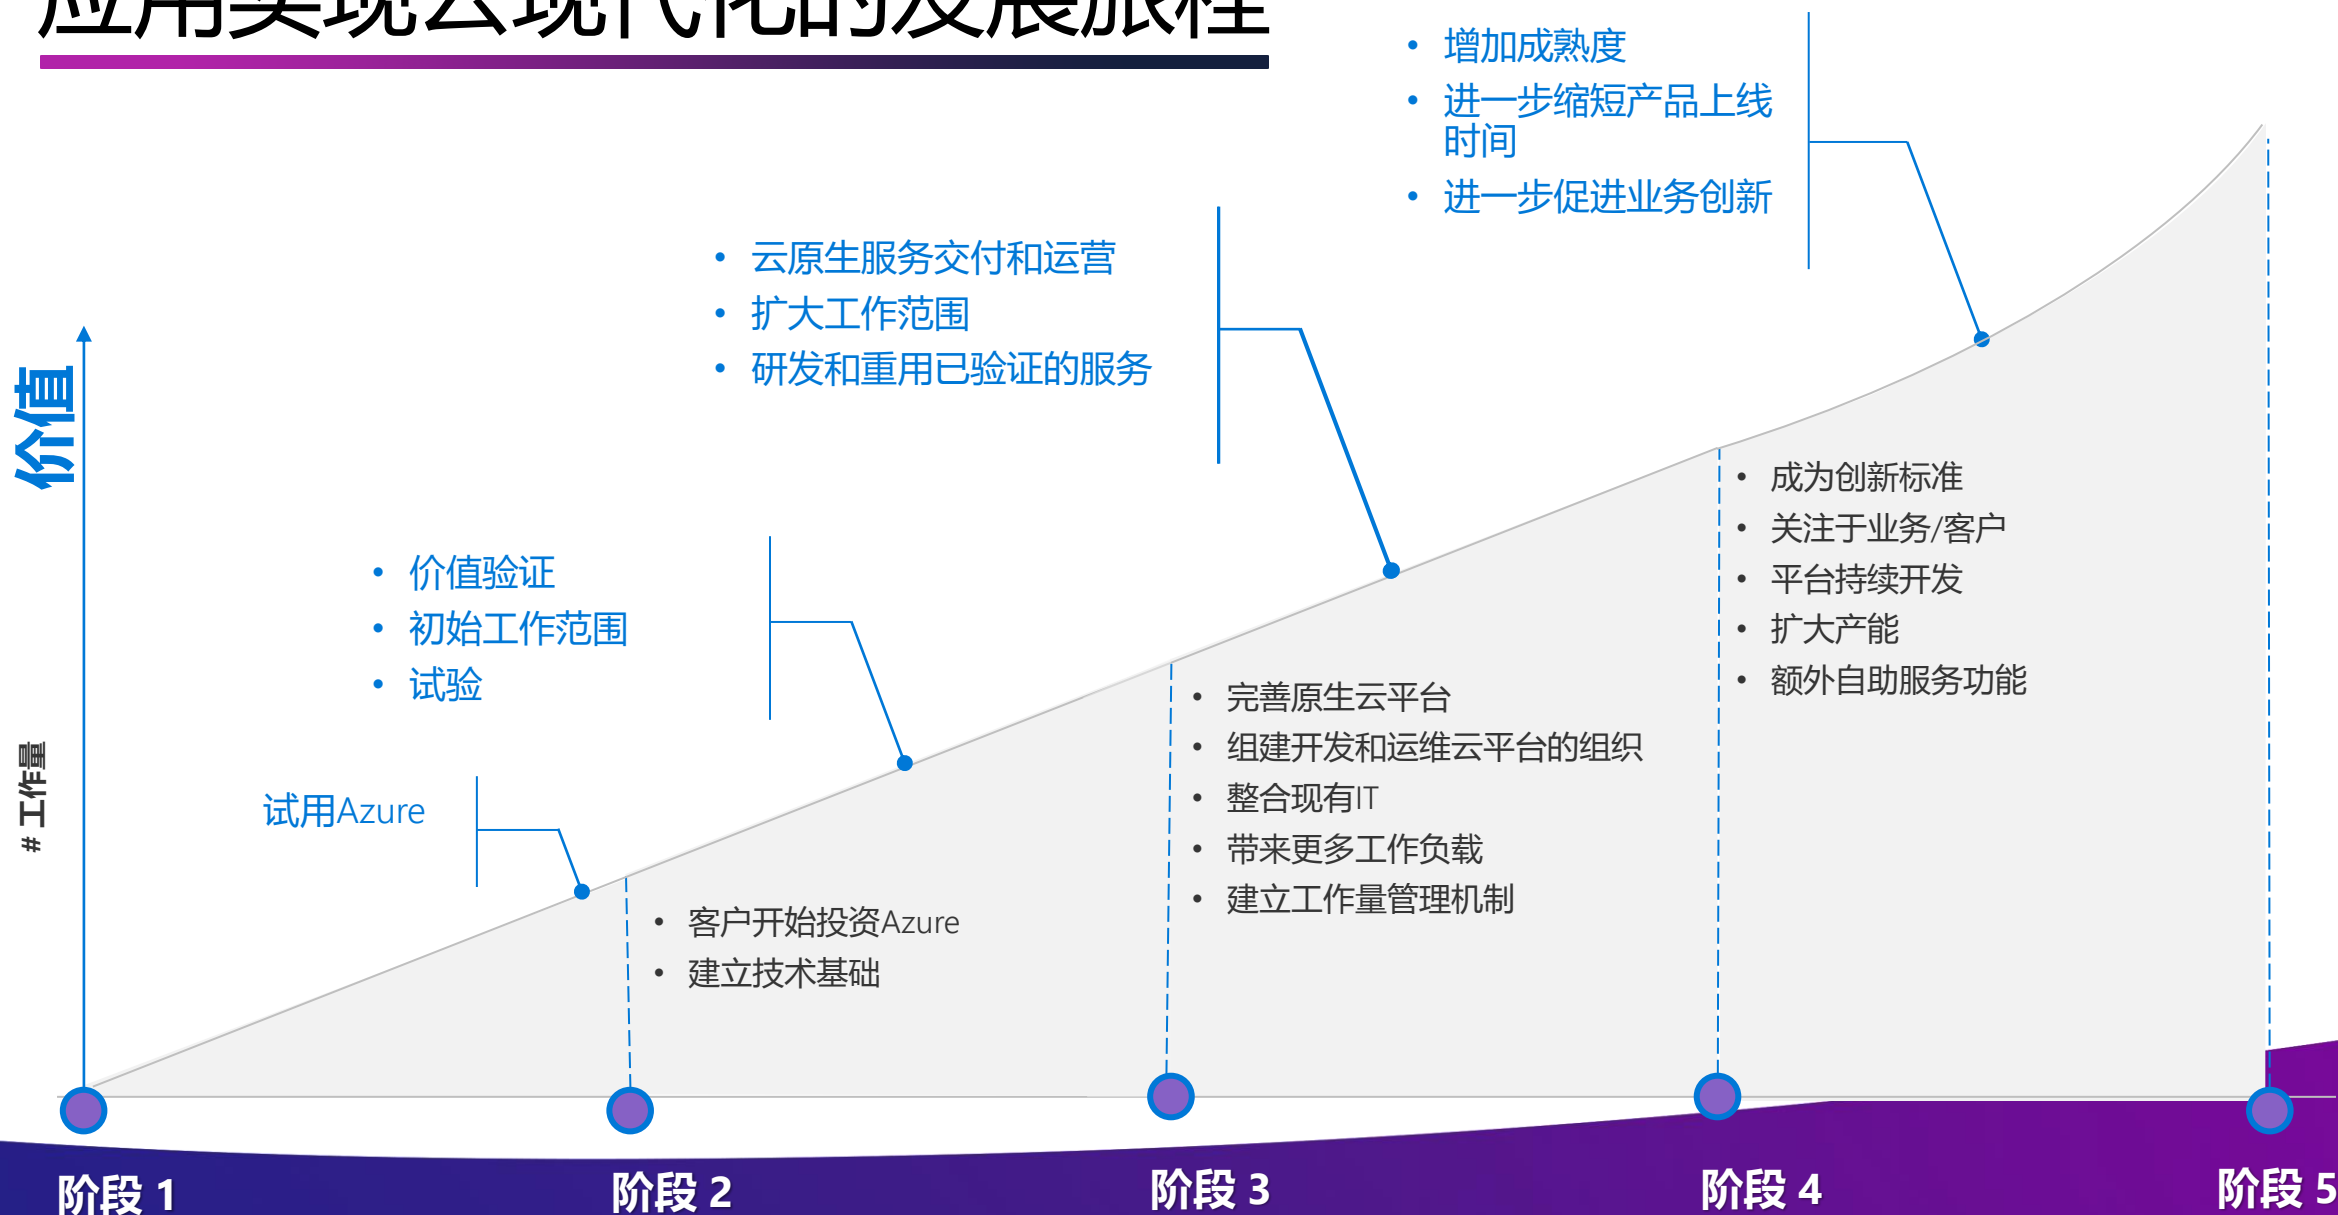 应用实现云现代化的发展旅程
• 增加成熟度
• 进一步缩短产品上线
时间
• 进一步促进业务创新
• 云原生服务交付和运营
• 扩大工作范围
• 研发和重用已验证的服务
价值
• 价值验证
• 初始工作范围
• 试验
# 工作量
试用Azure
• 客户开始投资Azure
• 建立技术基础
• 完善原生云平台
• 组建开发和运维云平台的组织
• 整合现有IT
• 带来更多工作负载
• 建立工作量管理机制
• 成为创新标准
• 关注于业务/客户
• 平台持续开发
• 扩大产能
• 额外自助服务功能
阶段 1
阶段 2
阶段 3
阶段 4
阶段 5